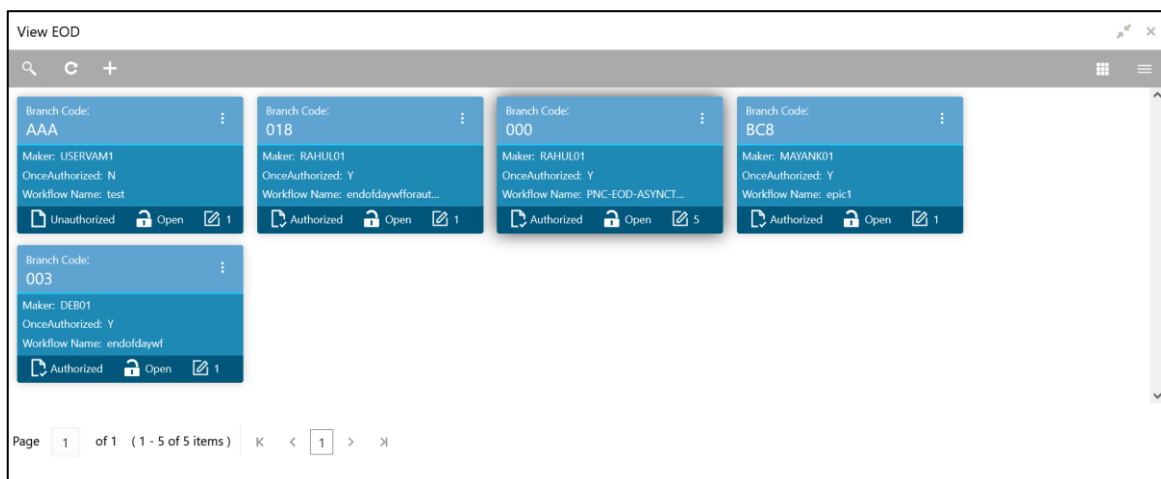 View EOD
Branch Code:
AAA
Maker: USERVAM1
OnceAuthorized: N
Workflow Name: test
Unauthorized Open 1
Branch Code:
018
Maker: RAHUL01
OnceAuthorized: Y
Workflow Name: endofdaywfforaut...
Authorized Open 1
Branch Code:
000
Maker: RAHUL01
OnceAuthorized: Y
Workflow Name: PNC-EOD-ASYNCT...
Authorized Open 5
Branch Code:
BC8
Maker: MAYANK01
OnceAuthorized: Y
Workflow Name: epic1
Authorized Open 1
Branch Code:
003
Maker: DEB01
OnceAuthorized: Y
Workflow Name: endofdaywf
Authorized Open 1
Page 1 of 1 (1 - 5 of 5 items) 1